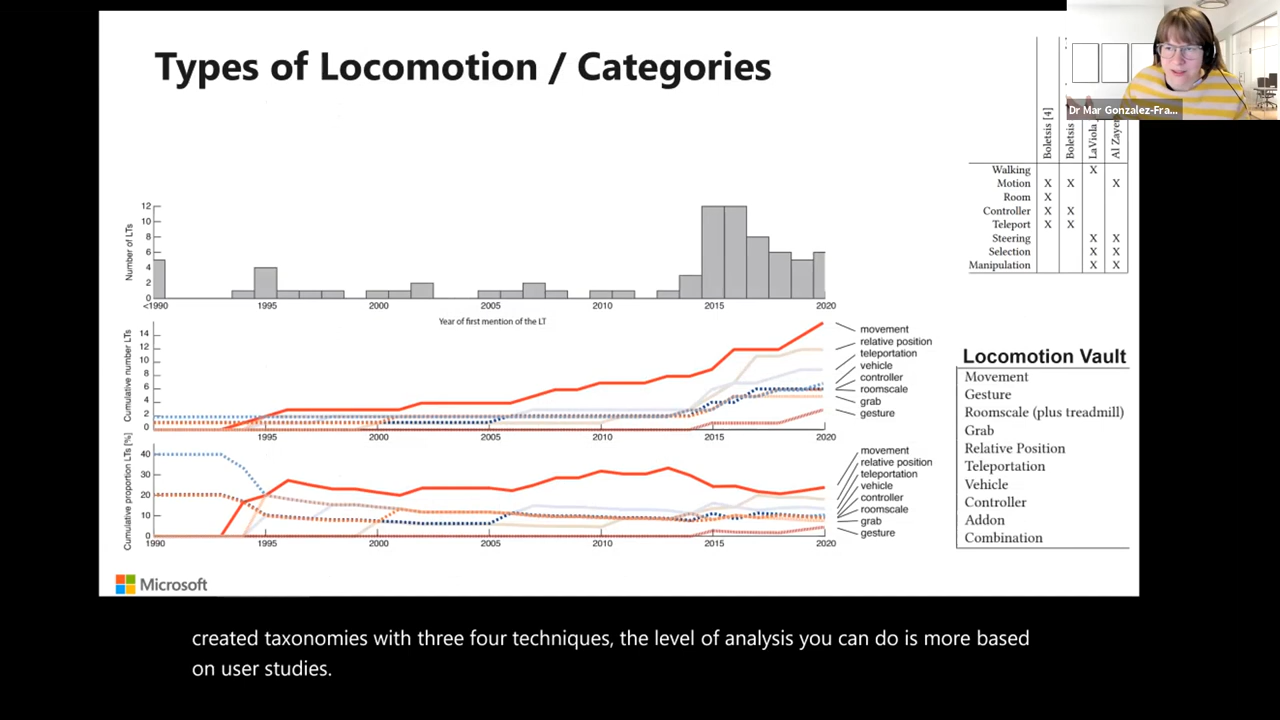 Types of Locomotion / Categories
Dr Mar Gonzalez-Fra...
Boletsis [4]
Boletsis
LaViola
Al Zayer
Walking X
Motion X X X
Room X
Controller X X
Teleport X X
Steering X X
Selection X X
Manipulation X X
Number of LTs
12
10
8
6
4
2
0
<1990 1995 2000 2005 2010 2015 2020
Year of first mention of the LT
Cumulative number LTs
14
12
10
8
6
4
2
0
1995 2000 2005 2010 2015 2020
movement
relative position
teleportation
vehicle
controller
roomscale
grab
gesture
Cumulative proportion LTs [%]
40
30
20
10
0
1990 1995 2000 2005 2010 2015 2020
movement
relative position
teleportation
vehicle
controller
roomscale
grab
gesture
Locomotion Vault
Movement
Gesture
Roomscale (plus treadmill)
Grab
Relative Position
Teleportation
Vehicle
Controller
Addon
Combination
Microsoft
created taxonomies with three four techniques, the level of analysis you can do is more based
on user studies.